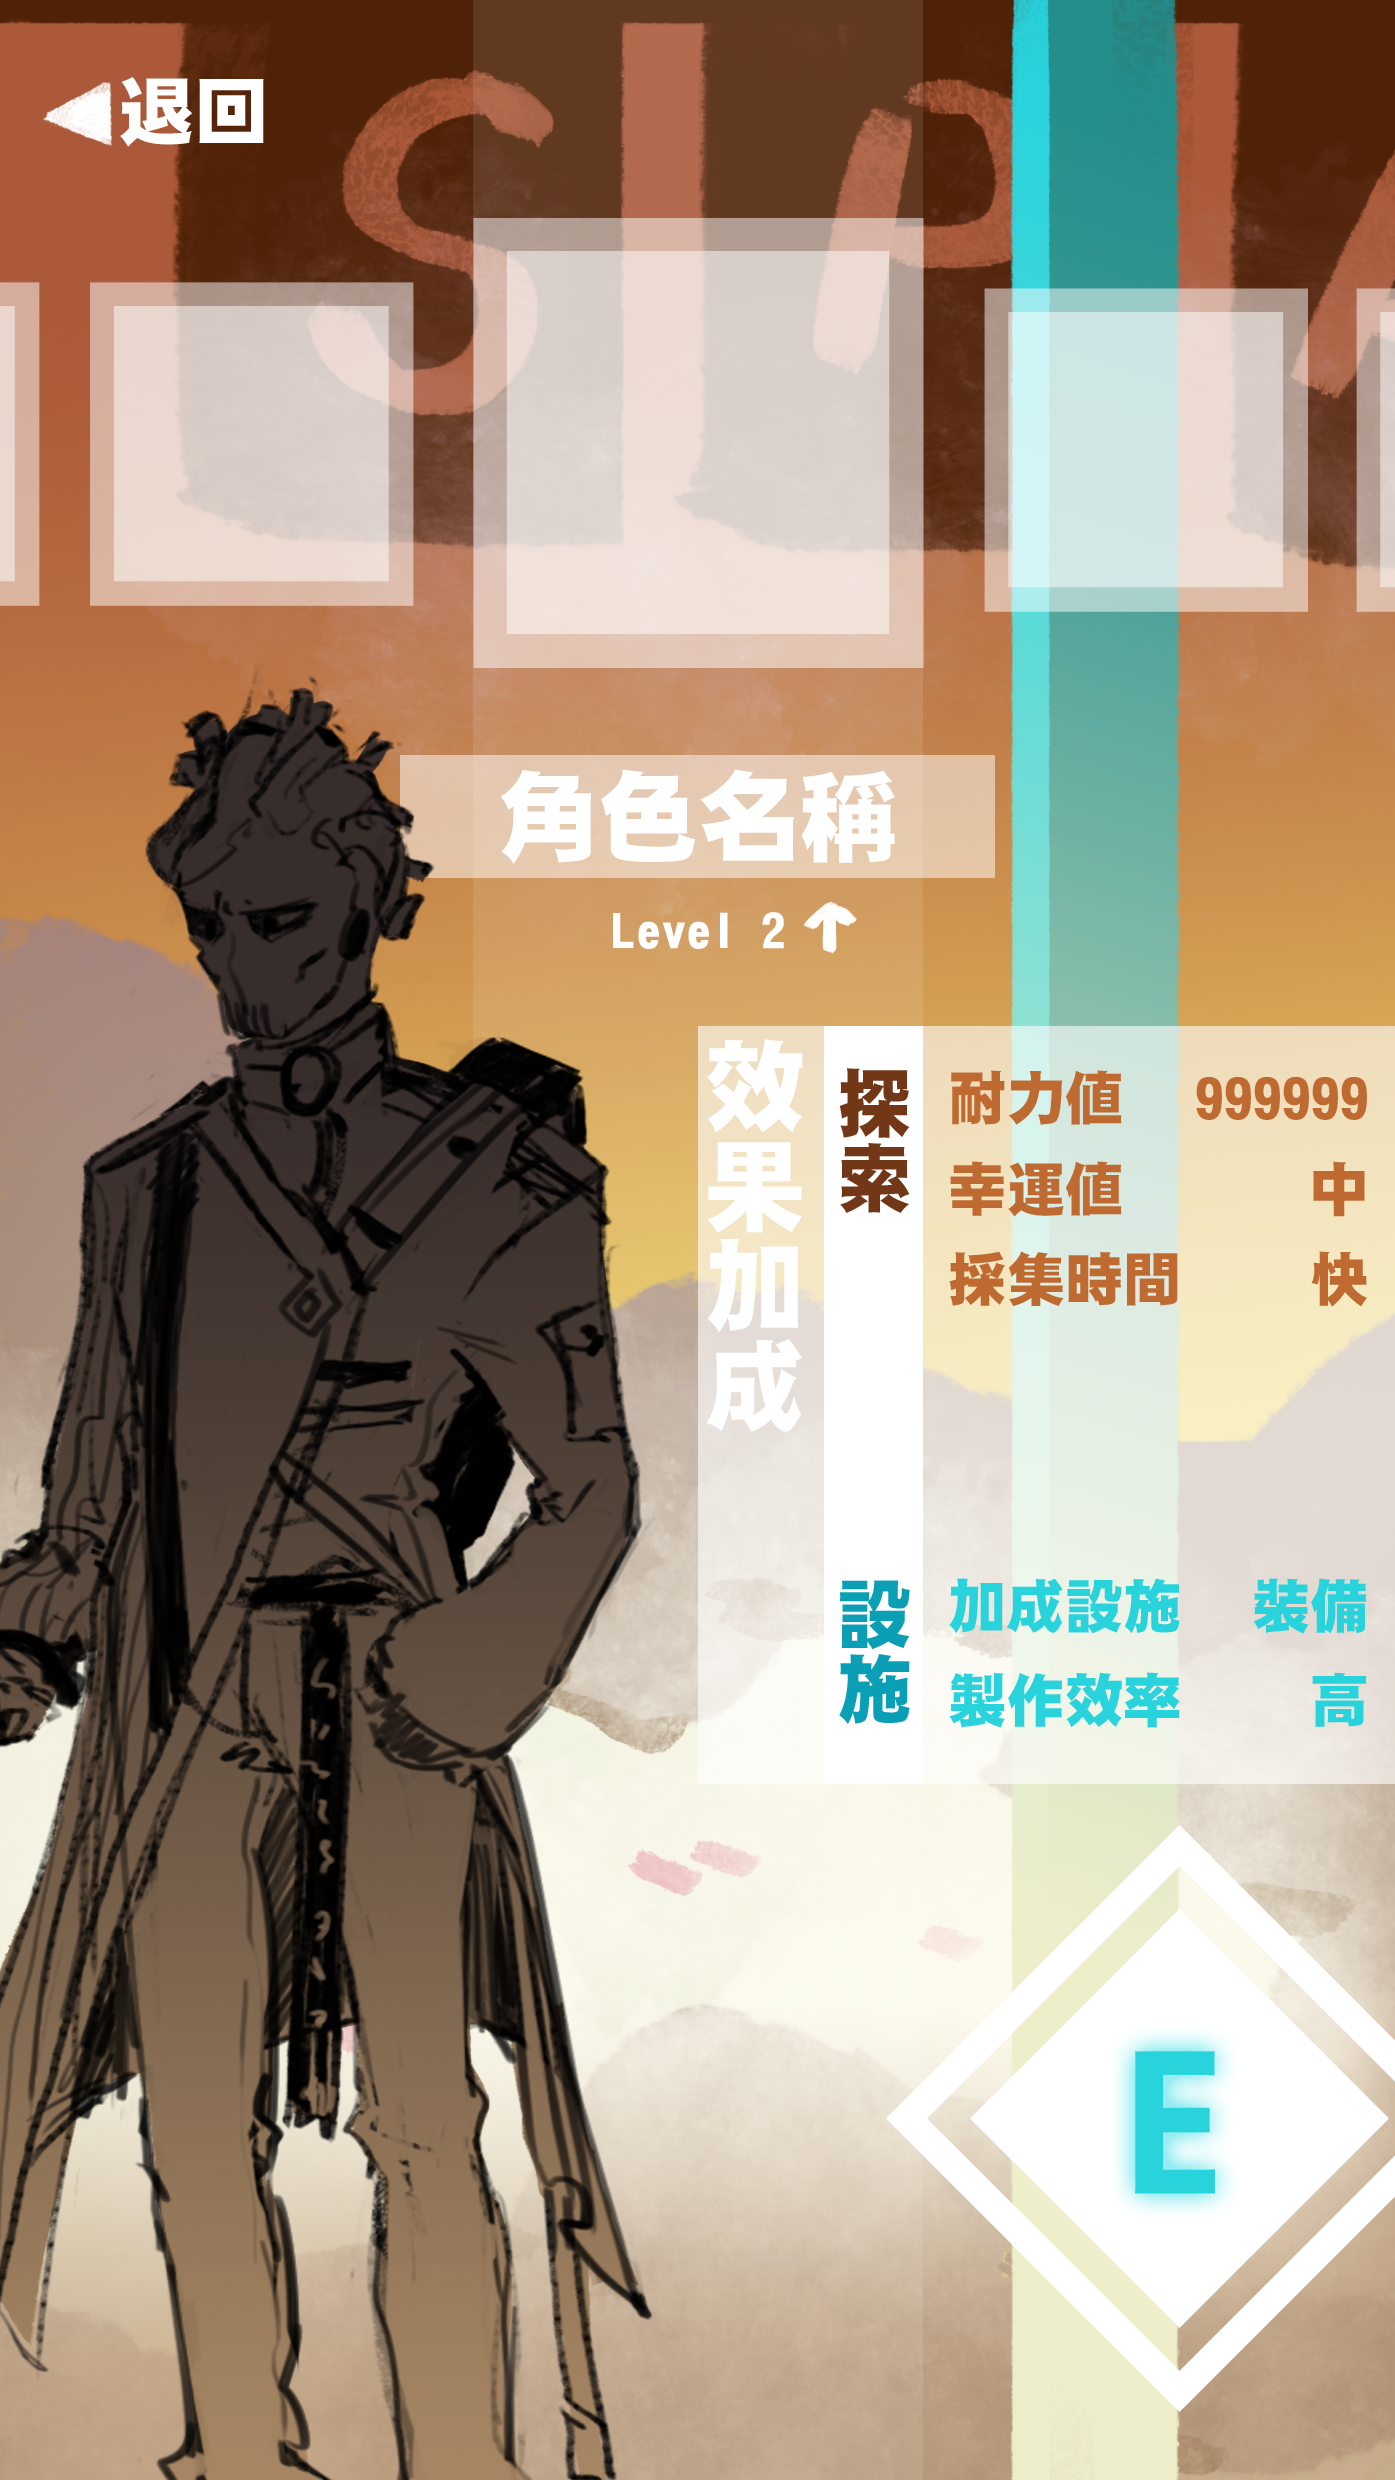 退回
角色名稱
Level 2
效果加成
探索
耐力値 999999
幸運値 中
採集時間 快
設施
加成設施 裝備
製作效率 高
E